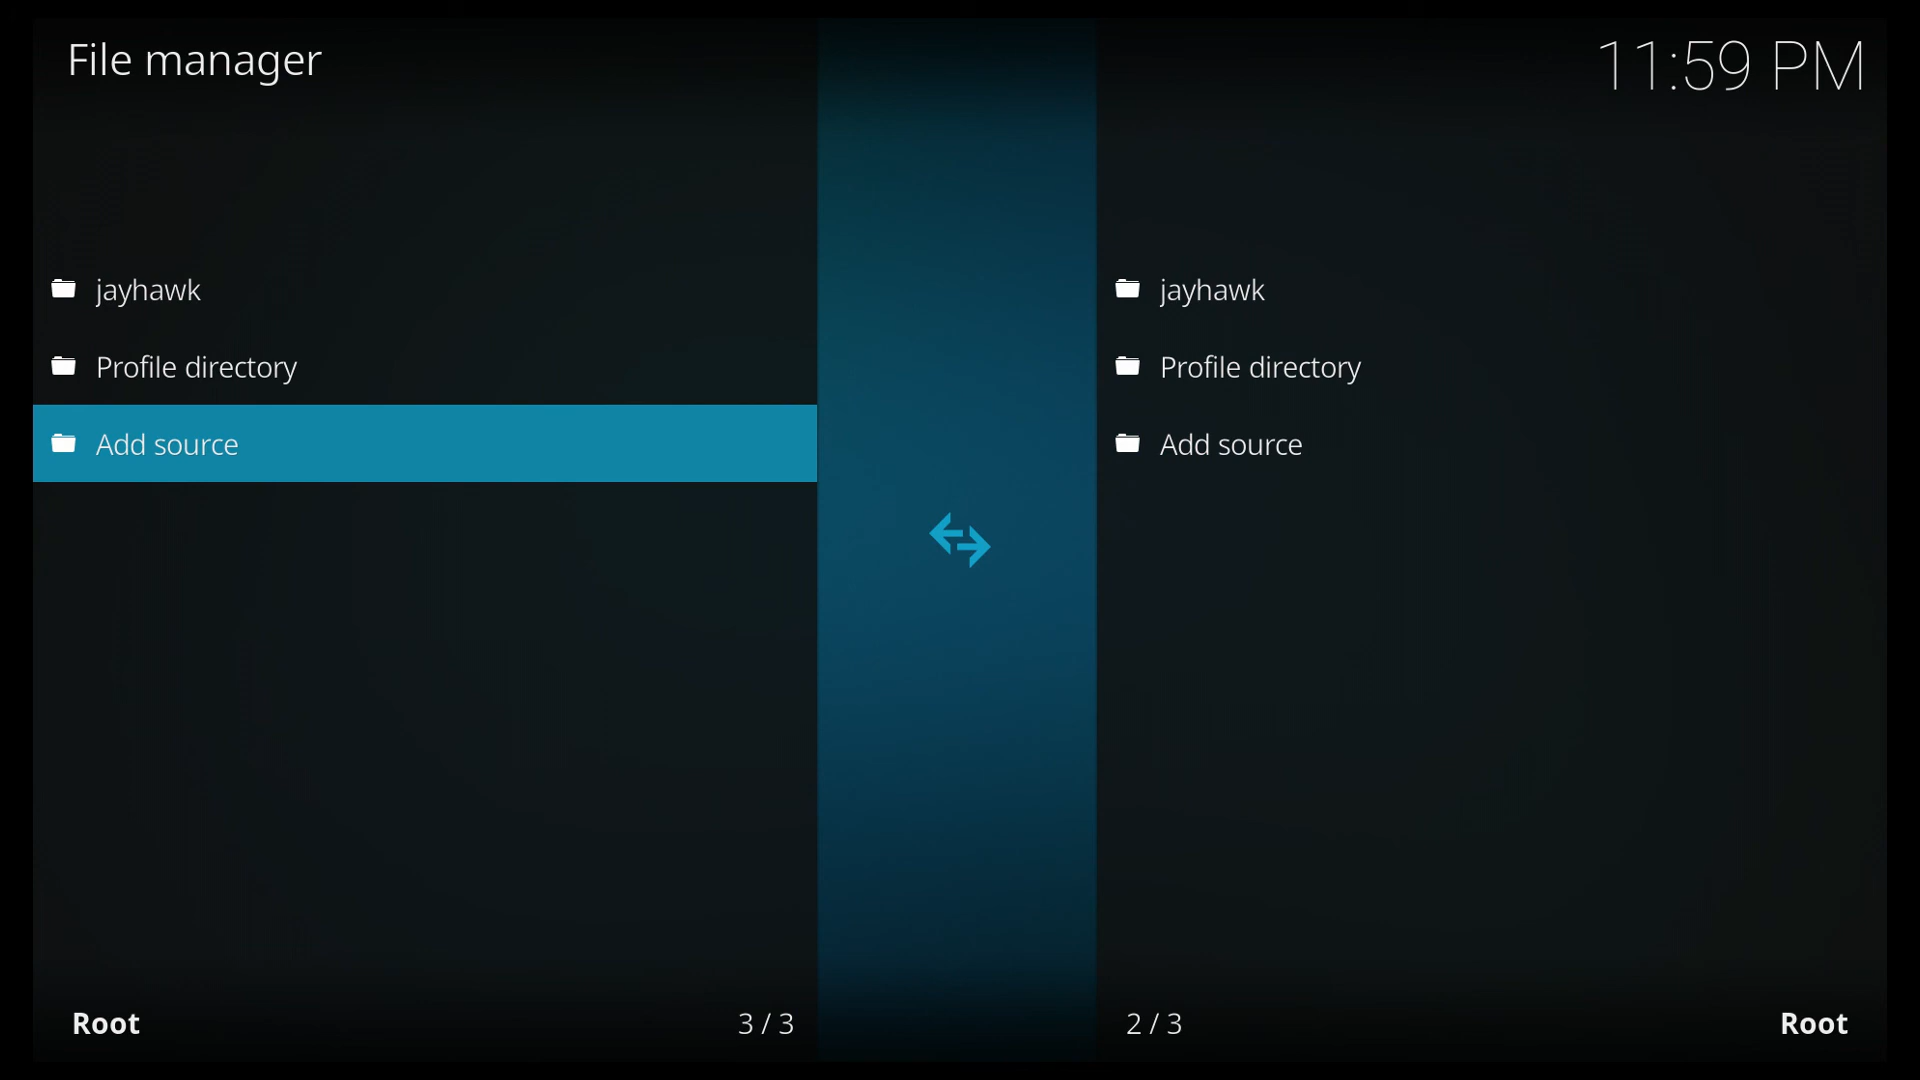 File manager
11:59 PM
jayhawk
Profile directory
Add source
jayhawk
Profile directory
Add source
Root
3 / 3
2 / 3
Root